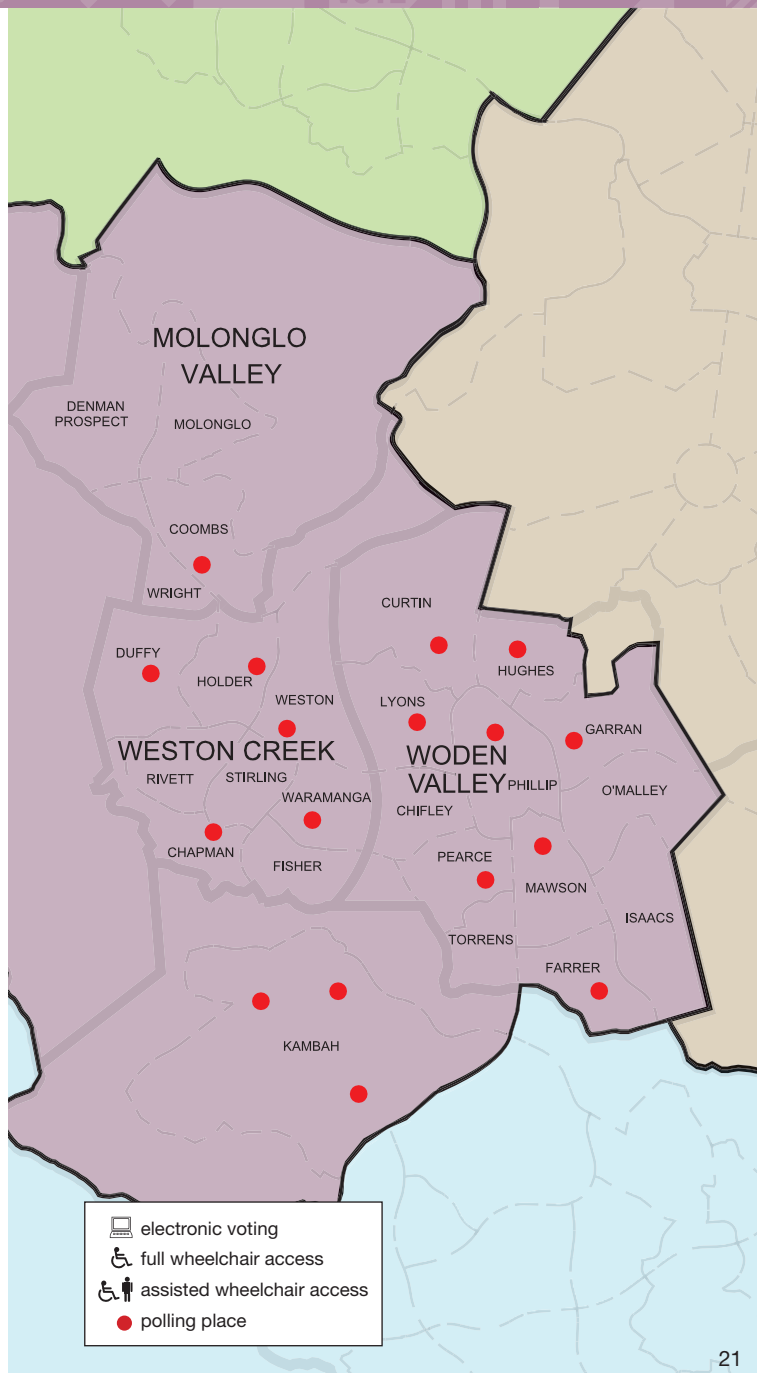 MOLONGLO
VALLEY
DENMAN
PROSPECT
MOLONGLO
COOMBS
WRIGHT
CURTIN
DUFFY
HUGHES
HOLDER
WESTON
LYONS
GARRAN
WESTON CREEK
WODEN
VALLEY
RIVETT
STIRLING
PHILLIP
O'MALLEY
WARAMANGA
CHIFLEY
CHAPMAN
FISHER
PEARCE
MAWSON
ISAACS
TORRENS
FARRER
KAMBAH
electronic voting
full wheelchair access
assisted wheelchair access
polling place
21